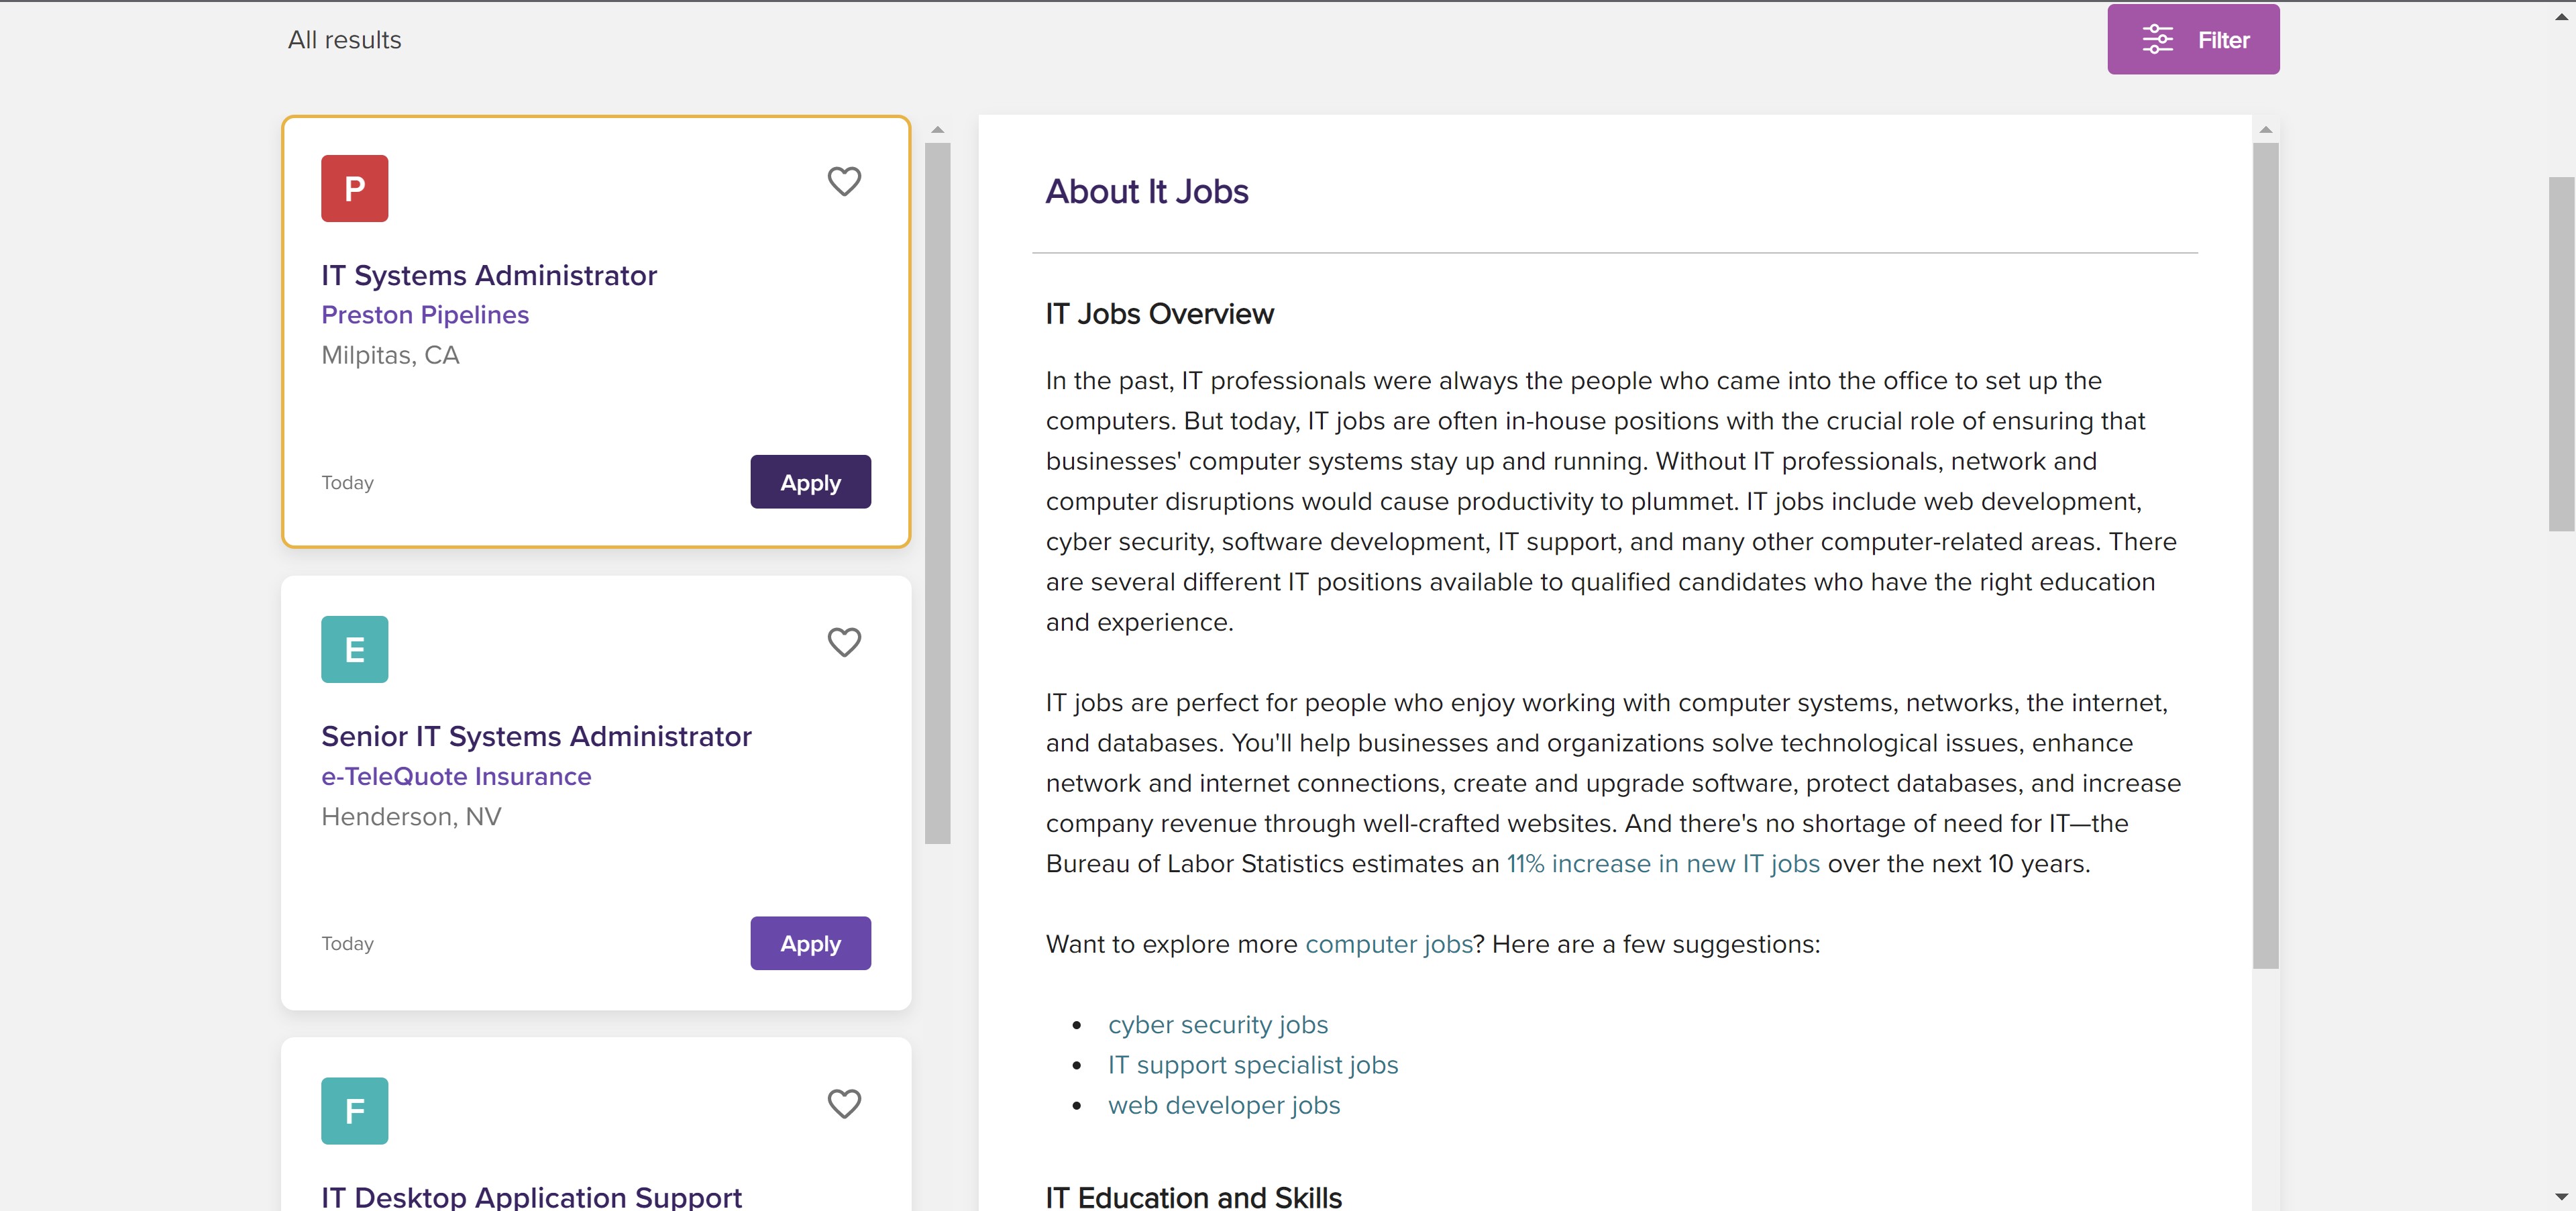 All results
Filter
P
IT Systems Administrator
Preston Pipelines
Milpitas, CA
Today
Apply
E
Senior IT Systems Administrator
e-TeleQuote Insurance
Henderson, NV
Today
Apply
F
IT Desktop Application Support
About It Jobs
IT Jobs Overview
In the past, IT professionals were always the people who came into the office to set up the
computers. But today, IT jobs are often in-house positions with the crucial role of ensuring that
businesses' computer systems stay up and running. Without IT professionals, network and
computer disruptions would cause productivity to plummet. IT jobs include web development,
cyber security, software development, IT support, and many other computer-related areas. There
are several different IT positions available to qualified candidates who have the right education
and experience.
IT jobs are perfect for people who enjoy working with computer systems, networks, the internet,
and databases. You'll help businesses and organizations solve technological issues, enhance
network and internet connections, create and upgrade software, protect databases, and increase
company revenue through well-crafted websites. And there's no shortage of need for IT—the
Bureau of Labor Statistics estimates an 11% increase in new IT jobs over the next 10 years.
Want to explore more computer jobs? Here are a few suggestions:
• cyber security jobs
• IT support specialist jobs
• web developer jobs
IT Education and Skills